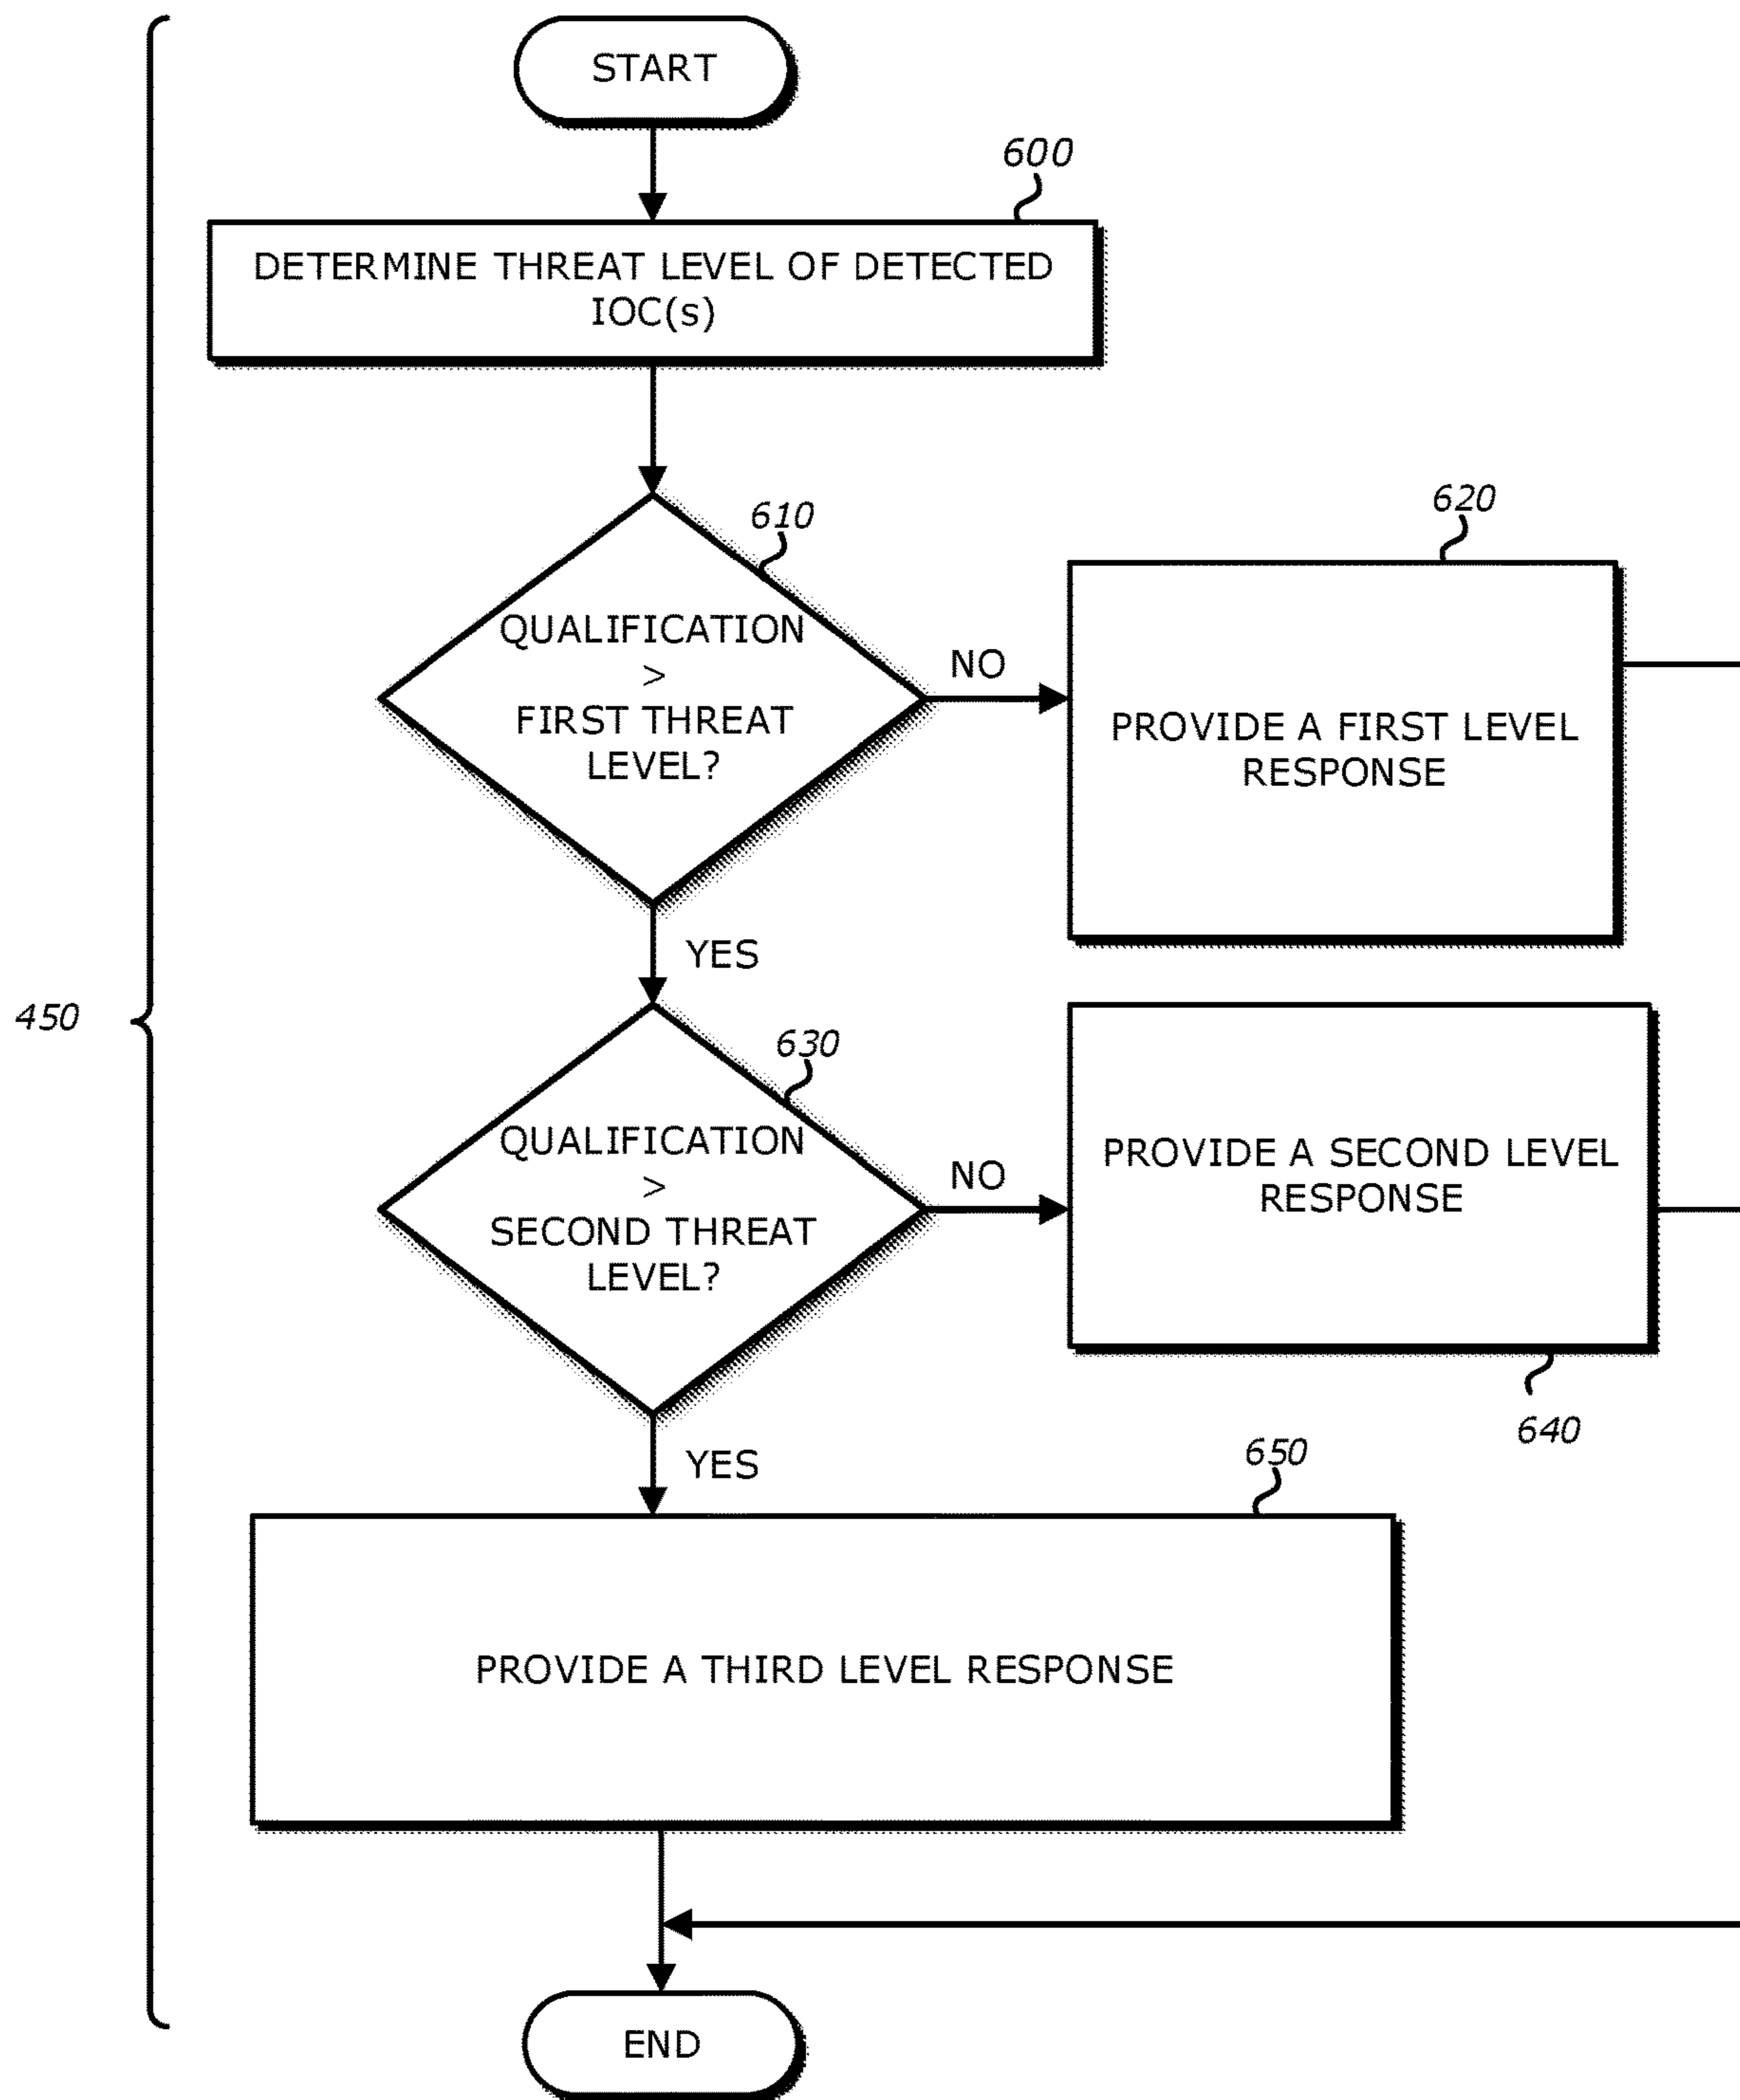 START
600
DETERMINE THREAT LEVEL OF DETECTED
IOC(s)
610
QUALIFICATION
>
FIRST THREAT
LEVEL?
NO
620
PROVIDE A FIRST LEVEL
RESPONSE
YES
450
630
QUALIFICATION
>
SECOND THREAT
LEVEL?
NO
PROVIDE A SECOND LEVEL
RESPONSE
640
YES
650
PROVIDE A THIRD LEVEL RESPONSE
END